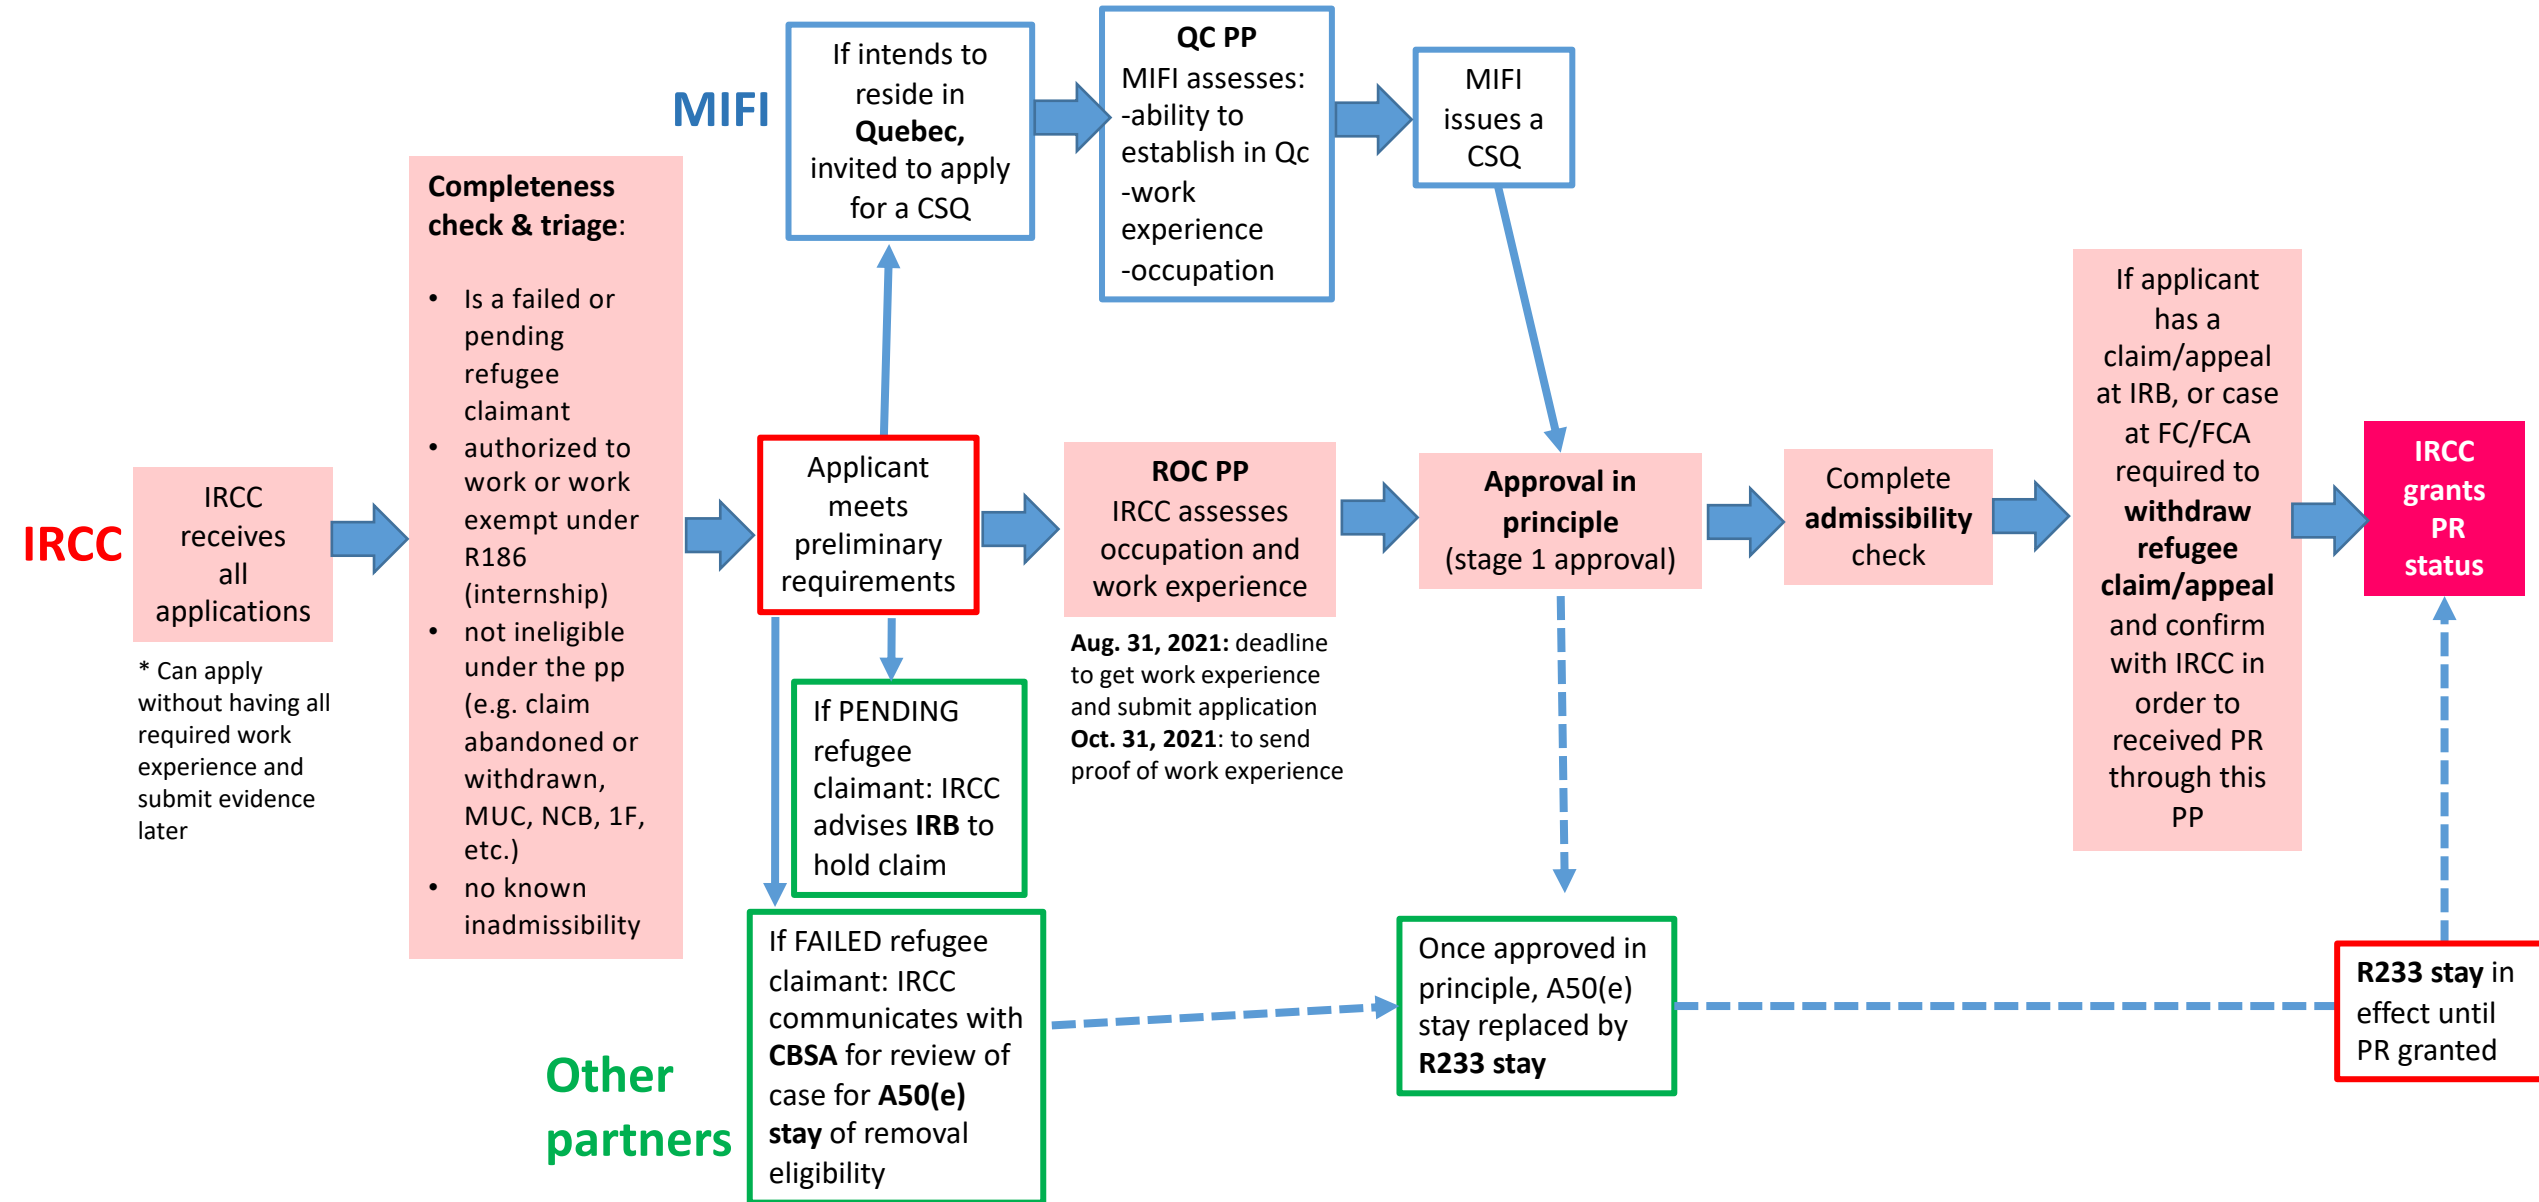 MIFI
If intends to
reside in
Quebec,
invited to apply
for a CSQ
QC PP
MIFI assesses:
-ability to
establish in Qc
-work
experience
-occupation
MIFI
issues a
CSQ
IRCC
IRCC
receives
all
applications
* Can apply
without having all
required work
experience and
submit evidence
later
Completeness
check & triage:
• Is a failed or
pending
refugee
claimant
• authorized to
work or work
exempt under
R186
(internship)
• not ineligible
under the pp
(e.g. claim
abandoned or
withdrawn,
MUC, NCB, 1F,
etc.)
• no known
inadmissibility
Applicant
meets
preliminary
requirements
ROC PP
IRCC assesses
occupation and
work experience
Aug. 31, 2021: deadline
to get work experience
and submit application
Oct. 31, 2021: to send
proof of work experience
Approval in
principle
(stage 1 approval)
Complete
admissibility
check
If applicant
has a
claim/appeal
at IRB, or case
at FC/FCA
required to
withdraw
refugee
claim/appeal
and confirm
with IRCC in
order to
received PR
through this
PP
IRCC
grants
PR
status
Other
partners
If PENDING
refugee
claimant: IRCC
advises IRB to
hold claim
If FAILED refugee
claimant: IRCC
communicates with
CBSA for review of
case for A50(e)
stay of removal
eligibility
Once approved in
principle, A50(e)
stay replaced by
R233 stay
R233 stay in
effect until
PR granted